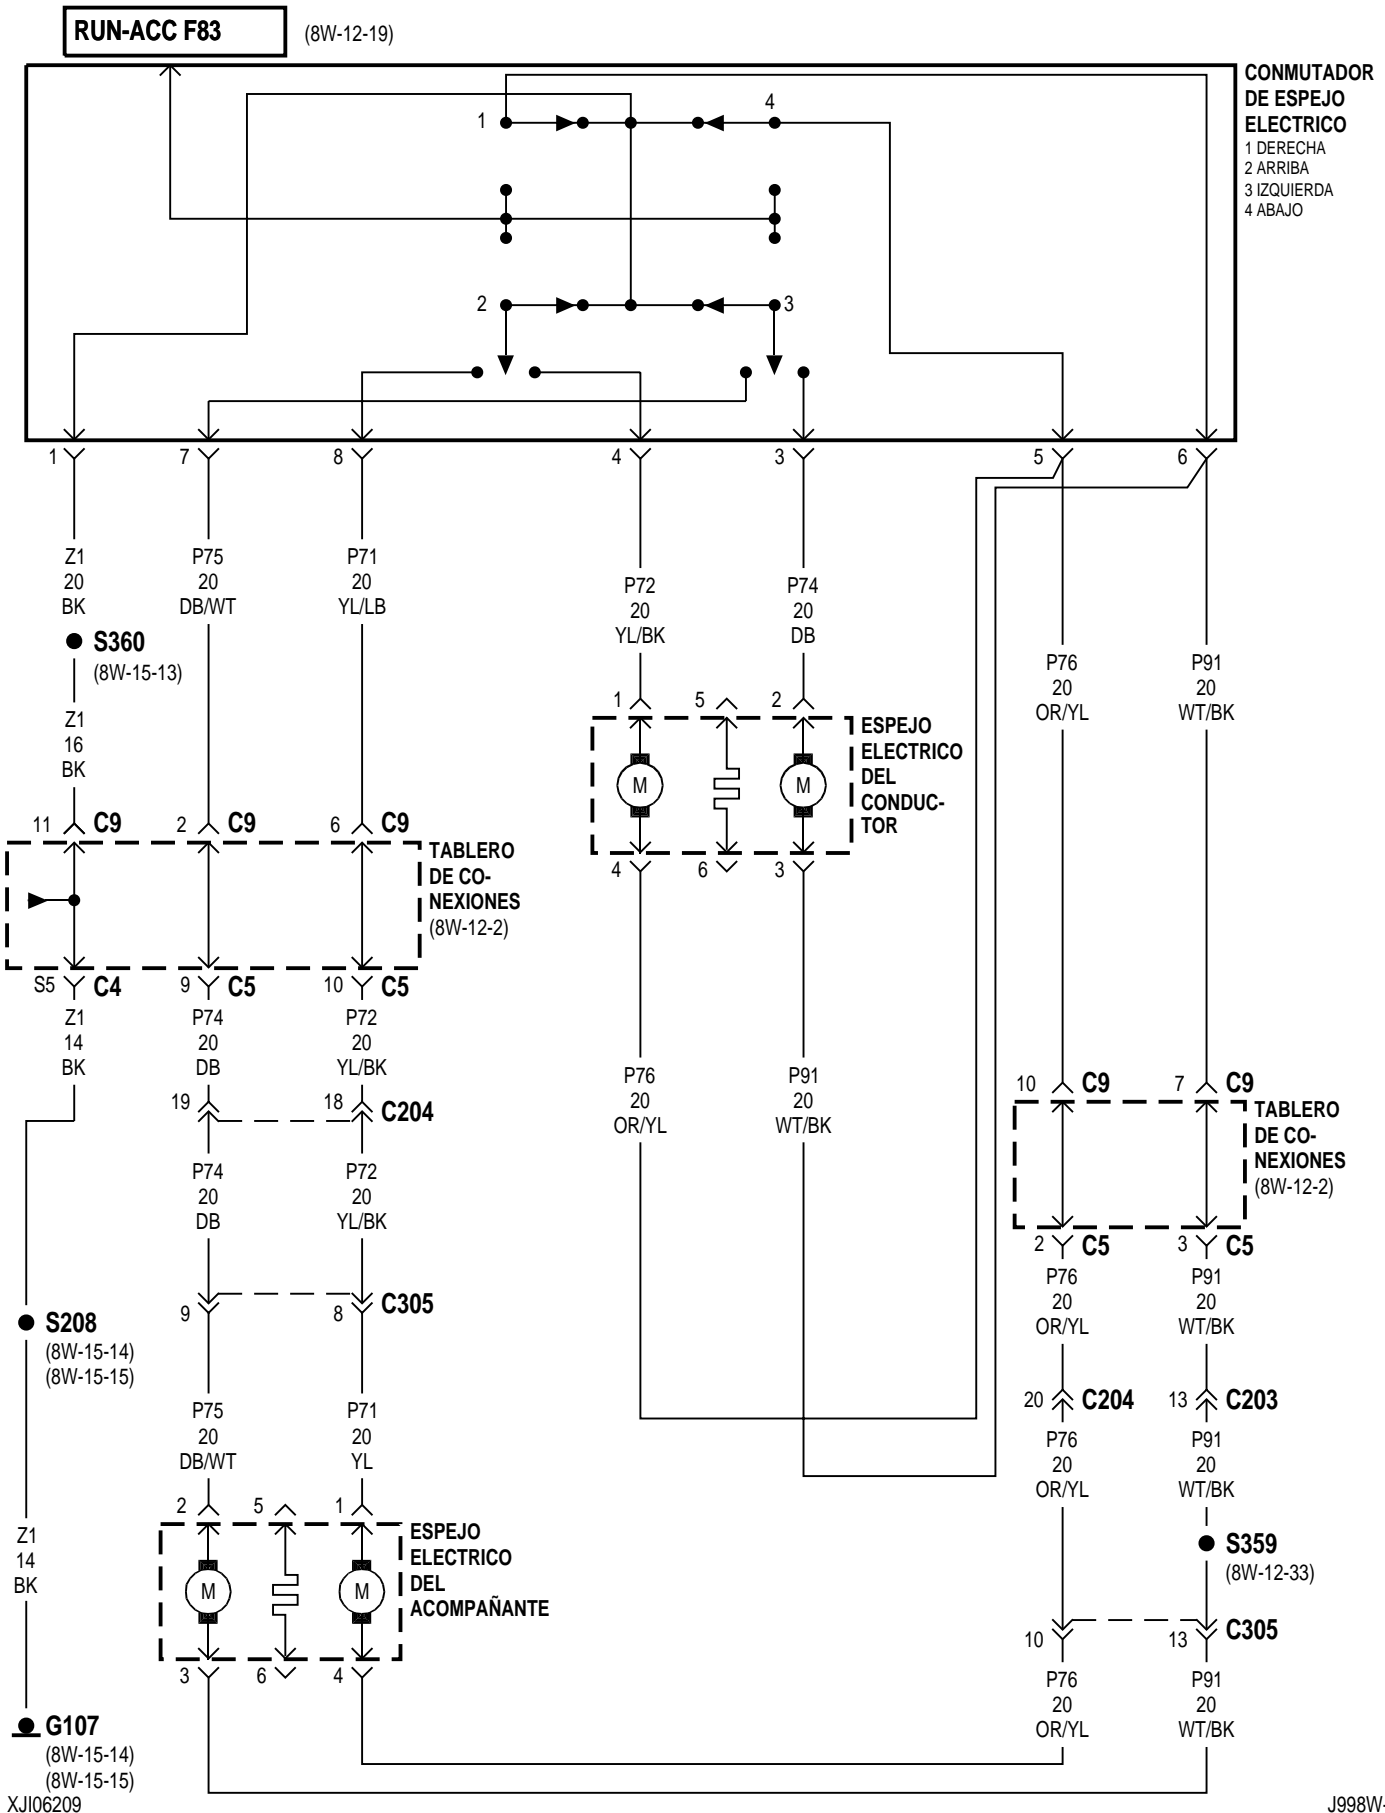 RUN-ACC F83
(8W-12-19)
CONMUTADOR
DE ESPEJO
ELECTRICO
1 DERECHA
2 ARRIBA
3 IZQUIERDA
4 ABAJO
1
4
2
3
1
7
8
4
3
5
6
Z1
20
BK
P75
20
DB/WT
P71
20
YL/LB
P72
20
YL/BK
P74
20
DB
P76
20
OR/YL
P91
20
WT/BK
S360
(8W-15-13)
Z1
16
BK
1
5
2
M
M
ESPEJO
ELECTRICO
DEL
CONDUC-
TOR
4
6
3
11 C9
2 C9
6 C9
TABLERO
DE CO-
NEXIONES
(8W-12-2)
S5 C4
9 C5
10 C5
Z1
14
BK
P74
20
DB
P72
20
YL/BK
P76
20
OR/YL
P91
20
WT/BK
19
18 C204
P74
20
DB
P72
20
YL/BK
10 C9
7 C9
TABLERO
DE CO-
NEXIONES
(8W-12-2)
2 C5
3 C5
P76
20
OR/YL
P91
20
WT/BK
9
8 C305
S208
(8W-15-14)
(8W-15-15)
20 C204
13 C203
P75
20
DB/WT
P71
20
YL
P76
20
OR/YL
P91
20
WT/BK
2
5
1
M
M
ESPEJO
ELECTRICO
DEL
ACOMPAÑANTE
3
6
4
Z1
14
BK
S359
(8W-12-33)
10
13 C305
P76
20
OR/YL
P91
20
WT/BK
G107
(8W-15-14)
(8W-15-15)
XJI06209
J998W-